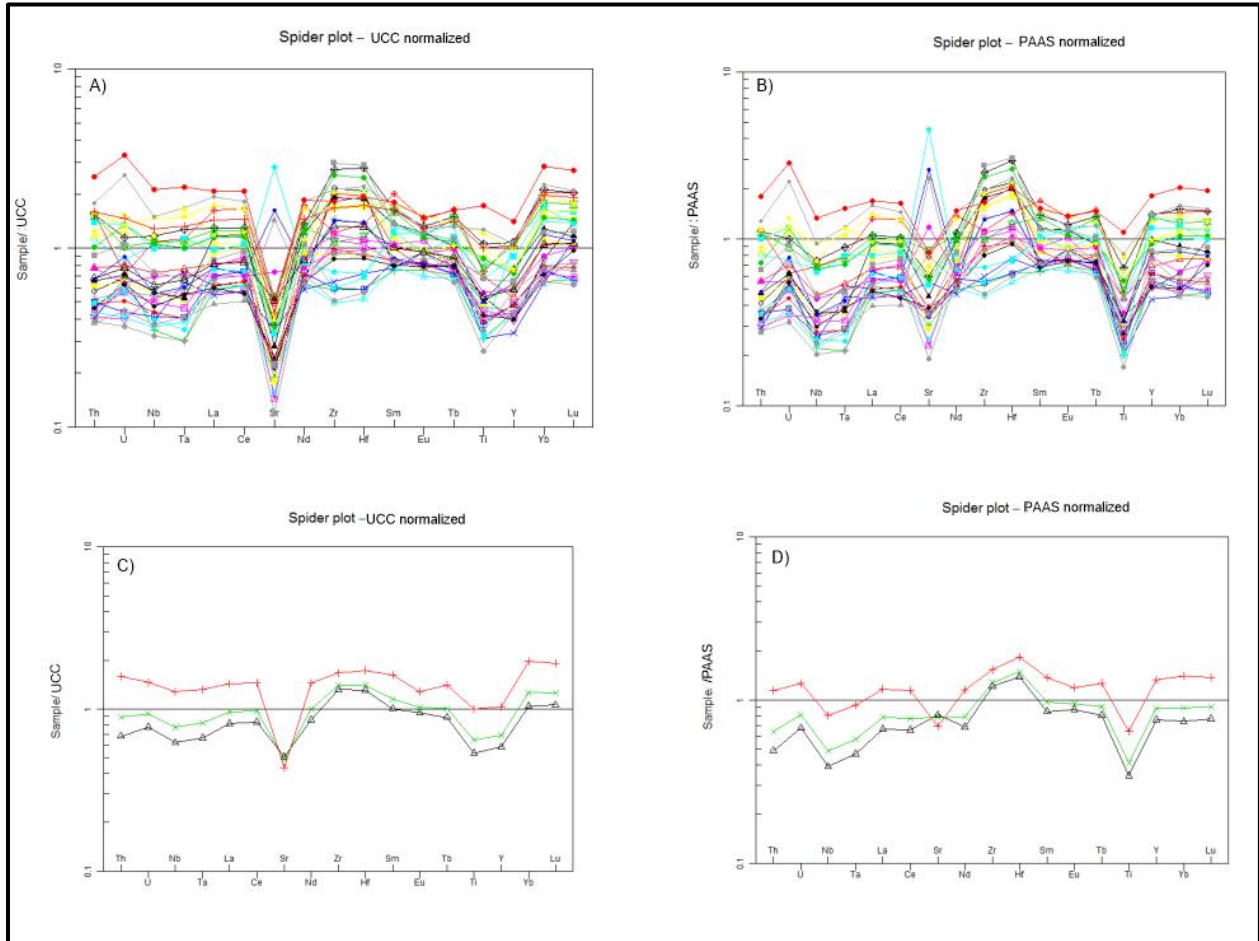 Spider plot – UCC normalized
A)
10
1
0.1
Sample/ UCC
Th Nb La Sr Zr Sm Tb Y Lu
U Ta Ce Nd Hf Eu Ti Yb
Spider plot – PAAS normalized
B)
10
1
0.1
Sample/ : PAAS
Th Nb La Sr Zr Sm Tb Y Lu
U Ta Ce Nd Hf Eu Ti Yb
Spider plot –UCC normalized
C)
10
1
0.1
Sample/ UCC
Th Nb La Sr Zr Sm Tb Y Lu
U Ta Ce Nd Hf Eu Ti Yb
Spider plot – PAAS normalized
D)
10
1
0.1
Sample. /PAAS
Th Nb La Sr Zr Sm Tb Y Lu
U Ta Ce Nd Hf Eu Ti Yb